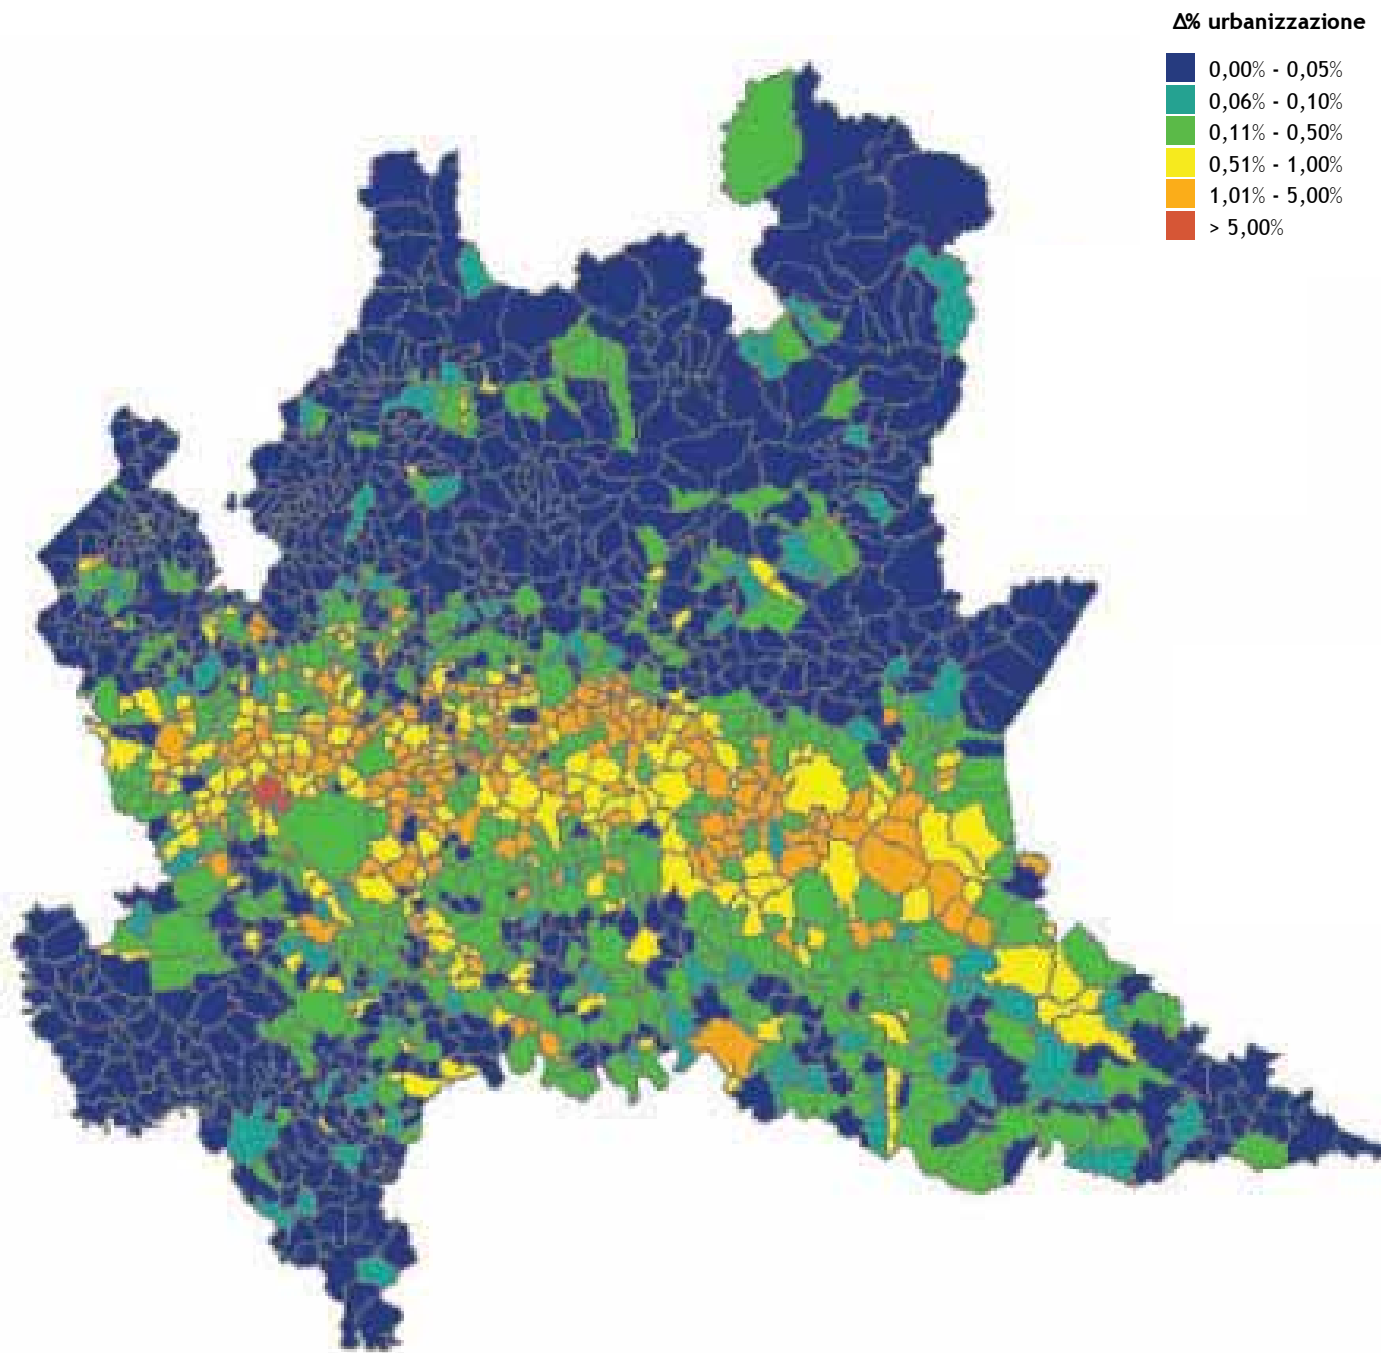 Δ% urbanizzazione
0,00% - 0,05%
0,06% - 0,10%
0,11% - 0,50%
0,51% - 1,00%
1,01% - 5,00%
> 5,00%